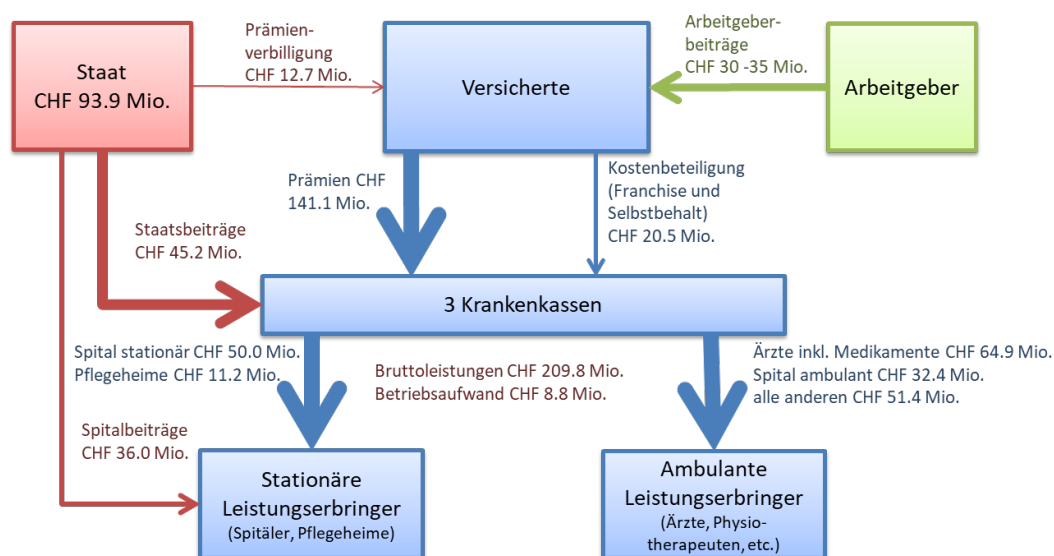 Staat
CHF 93.9 Mio.
Prämien-
verbilligung
CHF 12.7 Mio.
Versicherte
Arbeitgeber-
beiträge
CHF 30 -35 Mio.
Arbeitgeber
Prämien CHF
141.1 Mio.
Kostenbeteiligung
(Franchise und
Selbstbehalt)
CHF 20.5 Mio.
Staatsbeiträge
CHF 45.2 Mio.
3 Krankenkassen
Spital stationär CHF 50.0 Mio.
Pflegeheime CHF 11.2 Mio.
Bruttoleistungen CHF 209.8 Mio.
Betriebsaufwand CHF 8.8 Mio.
Ärzte inkl. Medikamente CHF 64.9 Mio.
Spital ambulant CHF 32.4 Mio.
alle anderen CHF 51.4 Mio.
Spitalbeiträge
CHF 36.0 Mio.
Stationäre
Leistungserbringer
(Spitäler, Pflegeheime)
Ambulante
Leistungserbringer
(Ärzte, Physio-
therapeuten, etc.)